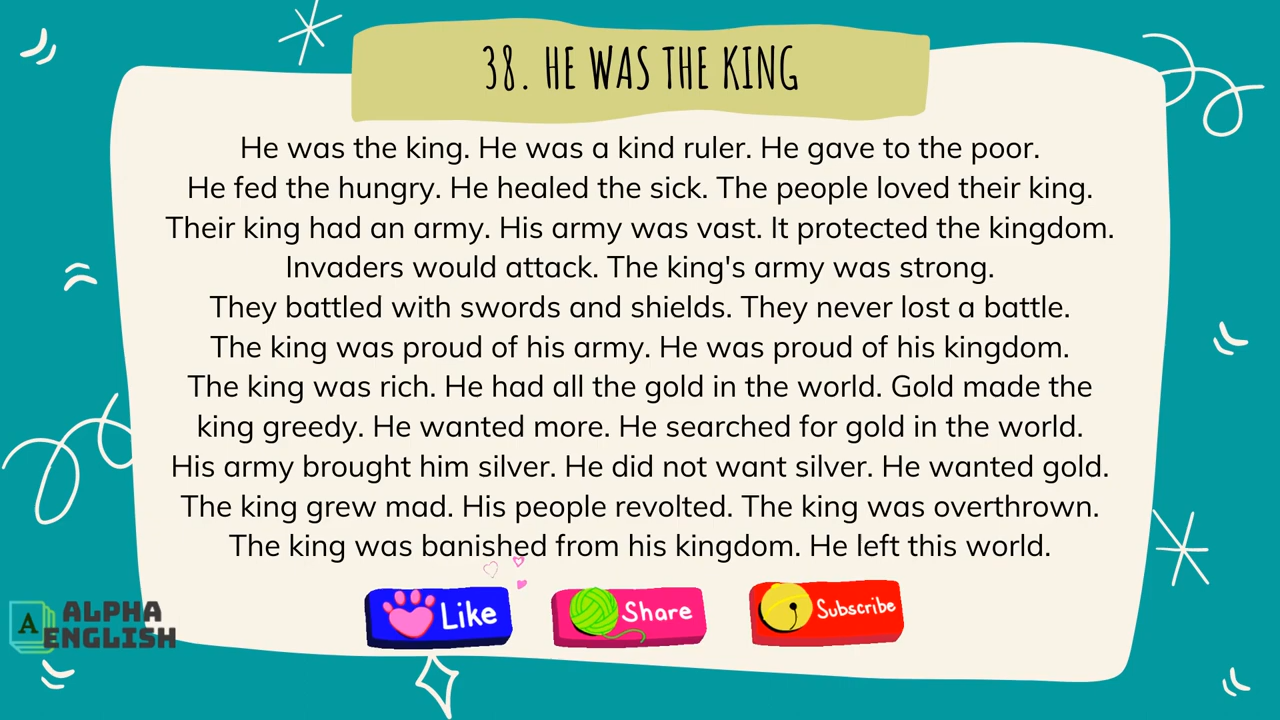 38. HE WAS THE KING
He was the king. He was a kind ruler. He gave to the poor.
He fed the hungry. He healed the sick. The people loved their king.
Their king had an army. His army was vast. It protected the kingdom.
Invaders would attack. The king's army was strong.
They battled with swords and shields. They never lost a battle.
The king was proud of his army. He was proud of his kingdom.
The king was rich. He had all the gold in the world. Gold made the
king greedy. He wanted more. He searched for gold in the world.
His army brought him silver. He did not want silver. He wanted gold.
The king grew mad. His people revolted. The king was overthrown.
The king was banished from his kingdom. He left this world.
Like
Share
Subscribe
A
ALPHA
ENGLISH